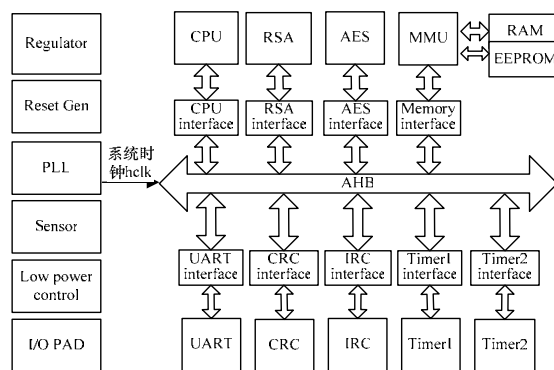 Regulator
CPU
RSA
AES
MMU
RAM
EEPROM
Reset Gen
CPU
interface
RSA
interface
AES
interface
Memory
interface
PLL
系统时
钟hclk
AHB
Sensor
UART
interface
CRC
interface
IRC
interface
Timer1
interface
Timer2
interface
Low power
control
I/O PAD
UART
CRC
IRC
Timer1
Timer2